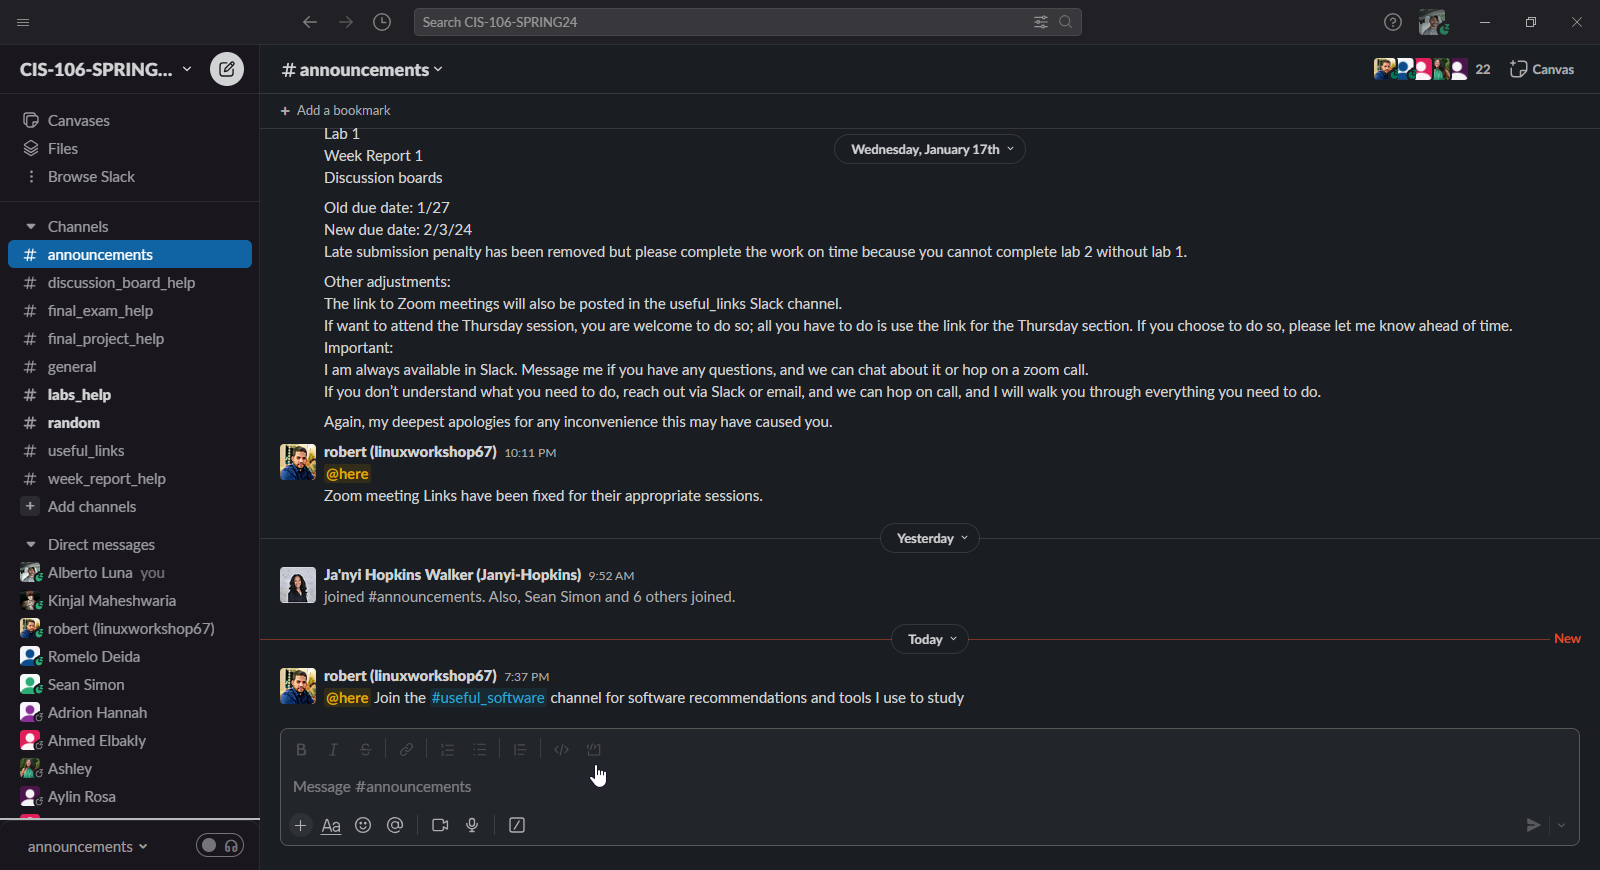 Search CIS-106-SPRING24
CIS-106-SPRING...
# announcements
22
Canvas
Canvases
Files
Browse Slack
Channels
# announcements
# discussion_board_help
# final_exam_help
# final_project_help
# general
# labs_help
# random
# useful_links
# week_report_help
+ Add channels
Direct messages
Alberto Luna you
Kinjal Maheshwaria
robert (linuxworkshop67)
Romelo Deida
Sean Simon
Adrion Hannah
Ahmed Elbakly
Ashley
Aylin Rosa
announcements
+ Add a bookmark
Lab 1
Wednesday, January 17th
Week Report 1
Discussion boards
Old due date: 1/27
New due date: 2/3/24
Late submission penalty has been removed but please complete the work on time because you cannot complete lab 2 without lab 1.
Other adjustments:
The link to Zoom meetings will also be posted in the useful_links Slack channel.
If want to attend the Thursday session, you are welcome to do so; all you have to do is use the link for the Thursday section. If you choose to do so, please let me know ahead of time.
Important:
I am always available in Slack. Message me if you have any questions, and we can chat about it or hop on a zoom call.
If you don't understand what you need to do, reach out via Slack or email, and we can hop on call, and I will walk you through everything you need to do.
Again, my deepest apologies for any inconvenience this may have caused you.
robert (linuxworkshop67) 10:11 PM
@here
Zoom meeting Links have been fixed for their appropriate sessions.
Yesterday
Ja'nyi Hopkins Walker (Janyi-Hopkins) 9:52 AM
joined #announcements. Also, Sean Simon and 6 others joined.
Today
New
robert (linuxworkshop67) 7:37 PM
@here Join the #useful_software channel for software recommendations and tools I use to study
B I S
Message #announcements
+ Aa @